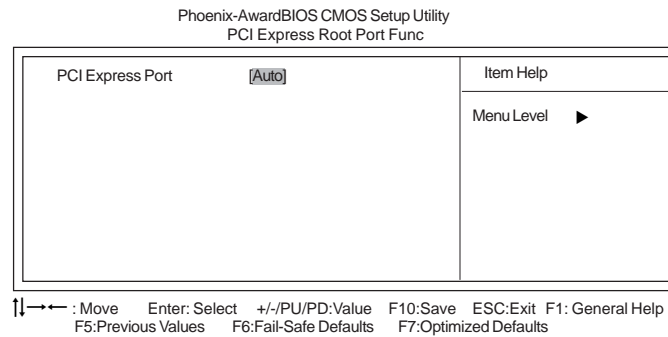 Phoenix-AwardBIOS CMOS Setup Utility
PCI Express Root Port Func
PCI Express Port [Auto]
Item Help
Menu Level ▶
↑↓→← : Move Enter: Select +/-/PU/PD:Value F10:Save ESC:Exit F1: General Help
F5:Previous Values F6:Fail-Safe Defaults F7:Optimized Defaults